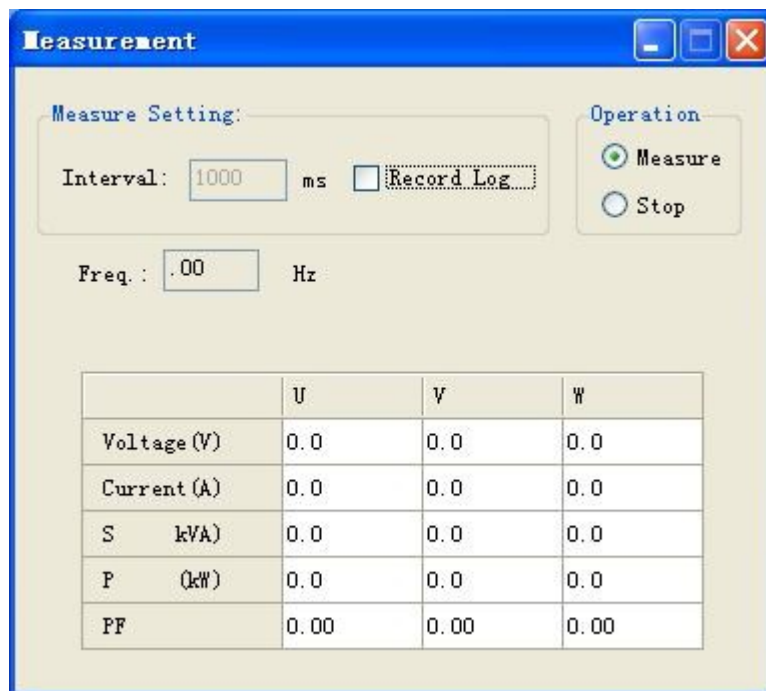 Measurement
Measure Setting:
Operation
Interval: 1000 ms Record Log
Measure
Stop
Freq.: .00 Hz
U V W
Voltage(V) 0.0 0.0 0.0
Current(A) 0.0 0.0 0.0
S kVA) 0.0 0.0 0.0
P (kW) 0.0 0.0 0.0
PF 0.00 0.00 0.00